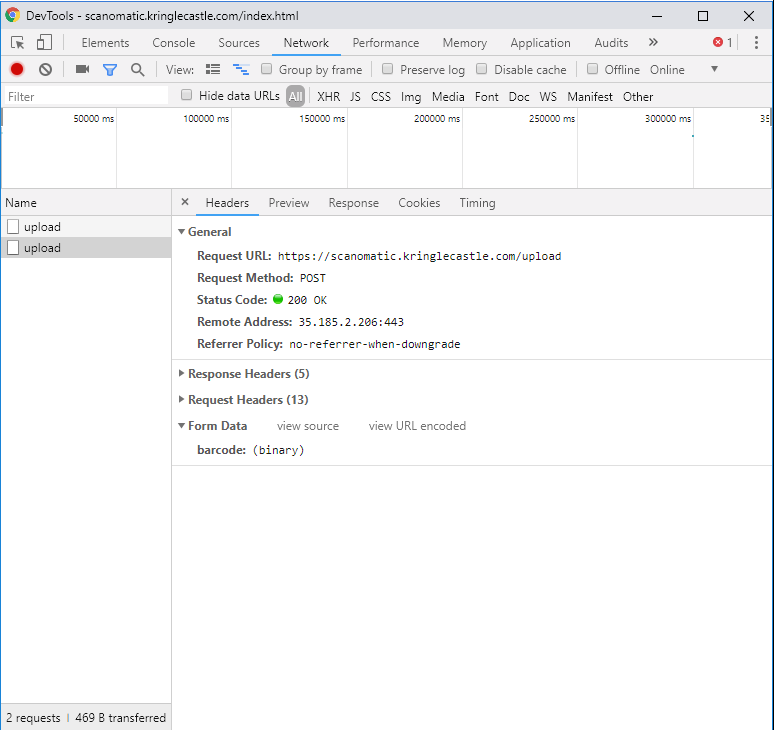 DevTools - scanomatic.kringlecastle.com/index.html
Elements Console Sources Network Performance Memory Application Audits » 1
View: Group by frame Preserve log Disable cache Offline Online
Filter Hide data URLs All XHR JS CSS Img Media Font Doc WS Manifest Other
50000 ms 100000 ms 150000 ms 200000 ms 250000 ms 300000 ms 35
Name × Headers Preview Response Cookies Timing
upload
upload
General
Request URL: https://scanomatic.kringlecastle.com/upload
Request Method: POST
Status Code: 200 OK
Remote Address: 35.185.2.206:443
Referrer Policy: no-referrer-when-downgrade
Response Headers (5)
Request Headers (13)
Form Data view source view URL encoded
barcode: (binary)
2 requests | 469 B transferred